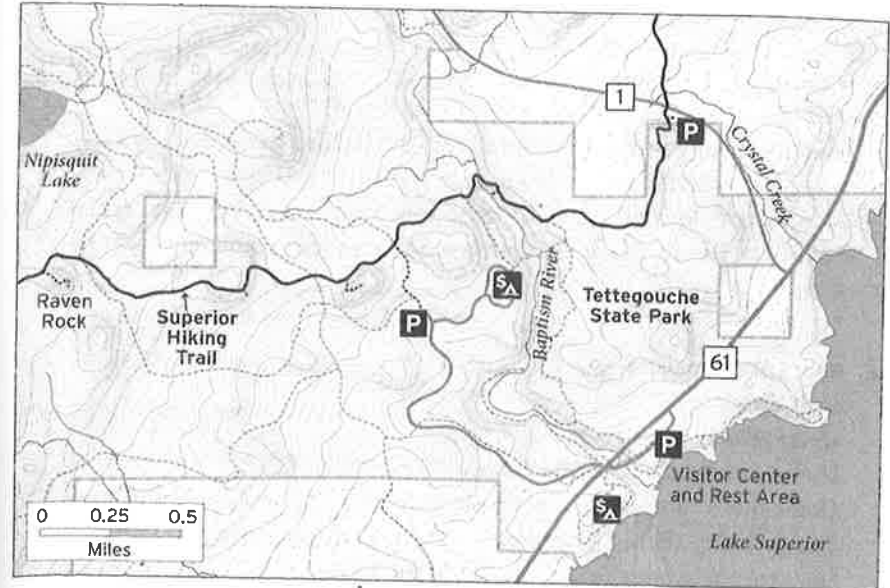 1
P
Crystal Creek
Nipisquit
Lake
Raven
Rock
Superior
Hiking
Trail
P
$
Baptism River
Tettegouche
State Park
61
P
Visitor Center
and Rest Area
$
Lake Superior
0 0.25 0.5
Miles